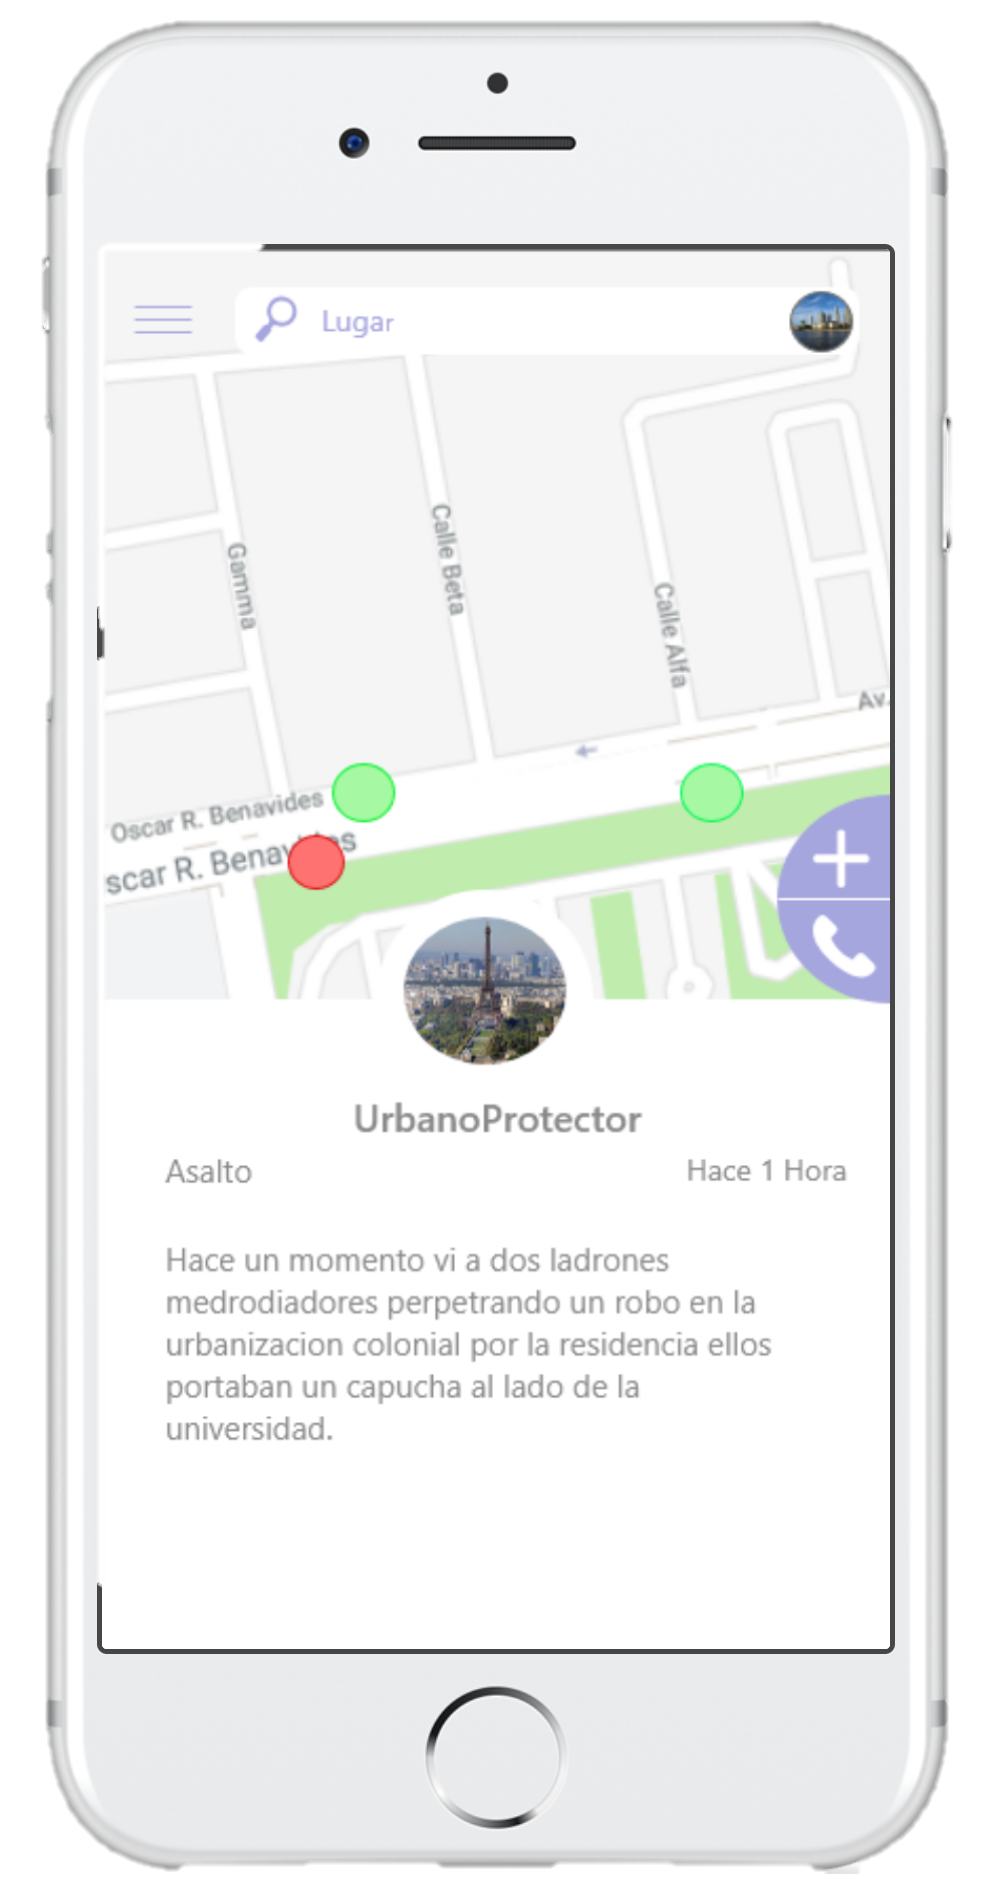 Lugar
Gamma
Calle Beta
Calle Alfa
Av.
Oscar R. Benavides
scar R. Benavides
UrbanoProtector
Asalto
Hace 1 Hora
Hace un momento vi a dos ladrones
medrodiadores perpetrando un robo en la
urbanizacion colonial por la residencia ellos
portaban un capucha al lado de la
universidad.